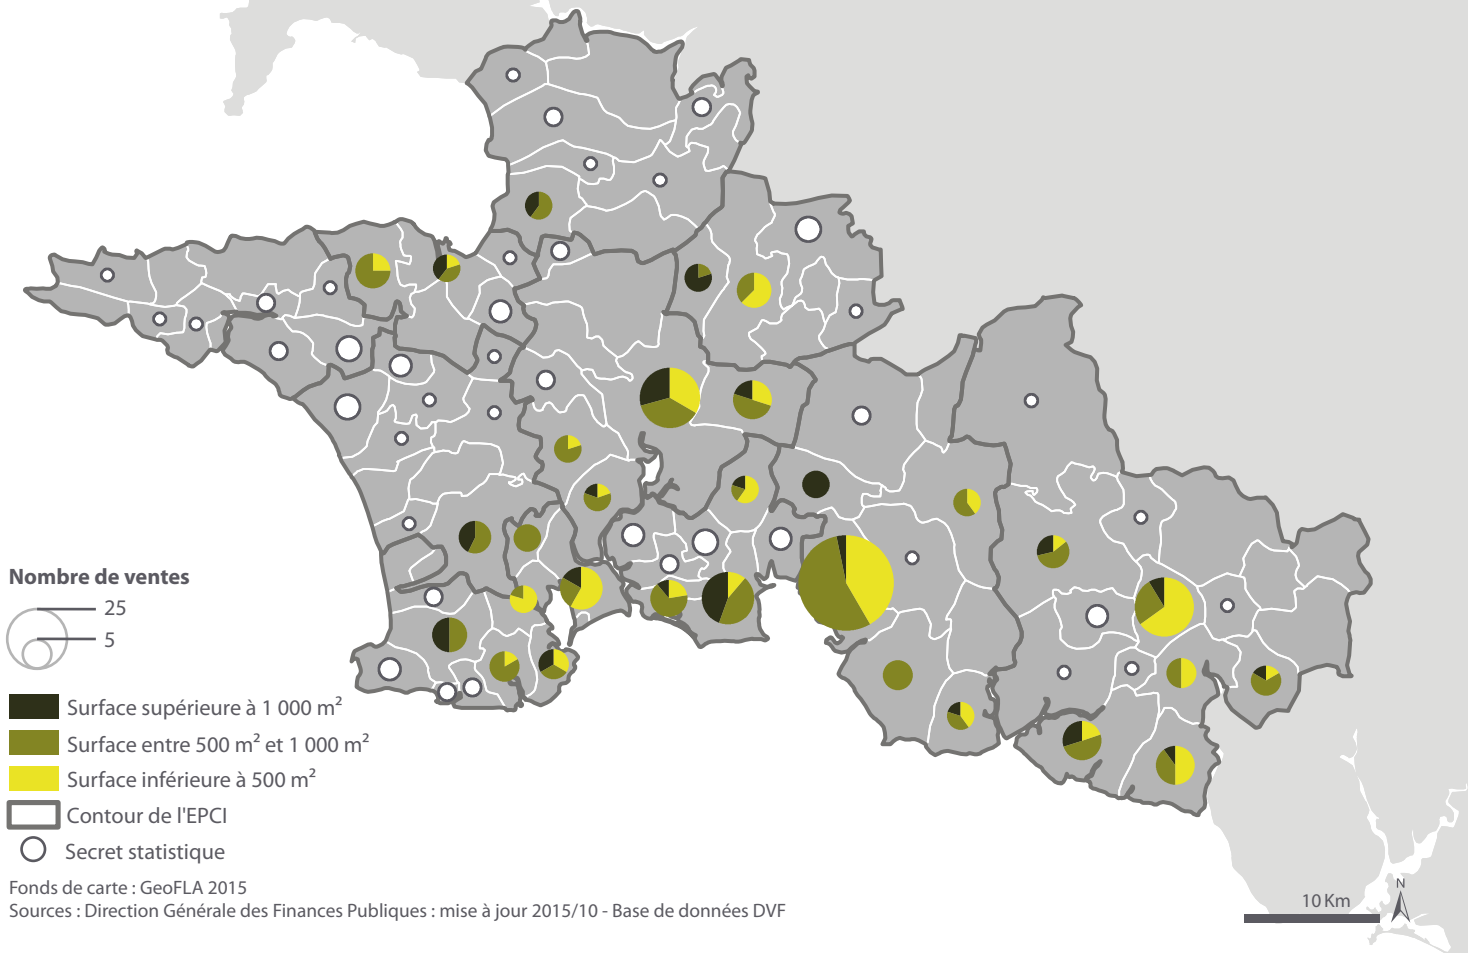 Nombre de ventes
25
5
Surface supérieure à 1 000 m²
Surface entre 500 m² et 1 000 m²
Surface inférieure à 500 m²
Contour de l'EPCI
Secret statistique
Fonds de carte : GeoFLA 2015
Sources : Direction Générale des Finances Publiques : mise à jour 2015/10 - Base de données DVF
10 Km
N